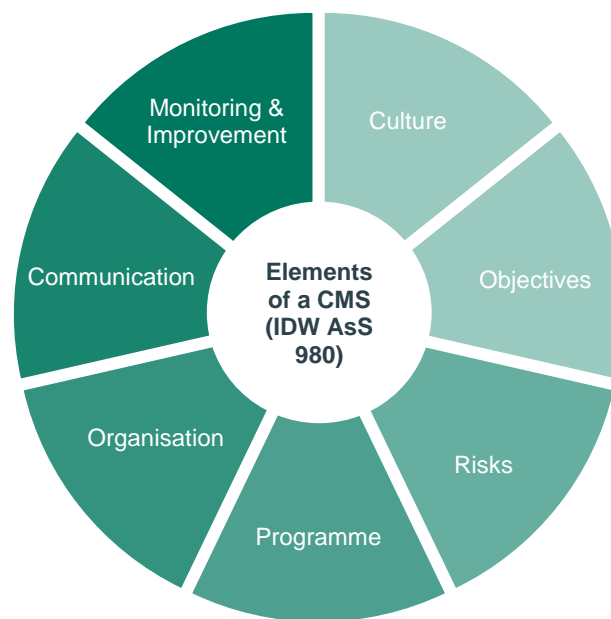 Monitoring &
Improvement
Culture
Communication
Elements
of a CMS
(IDW AsS
980)
Objectives
Organisation
Risks
Programme